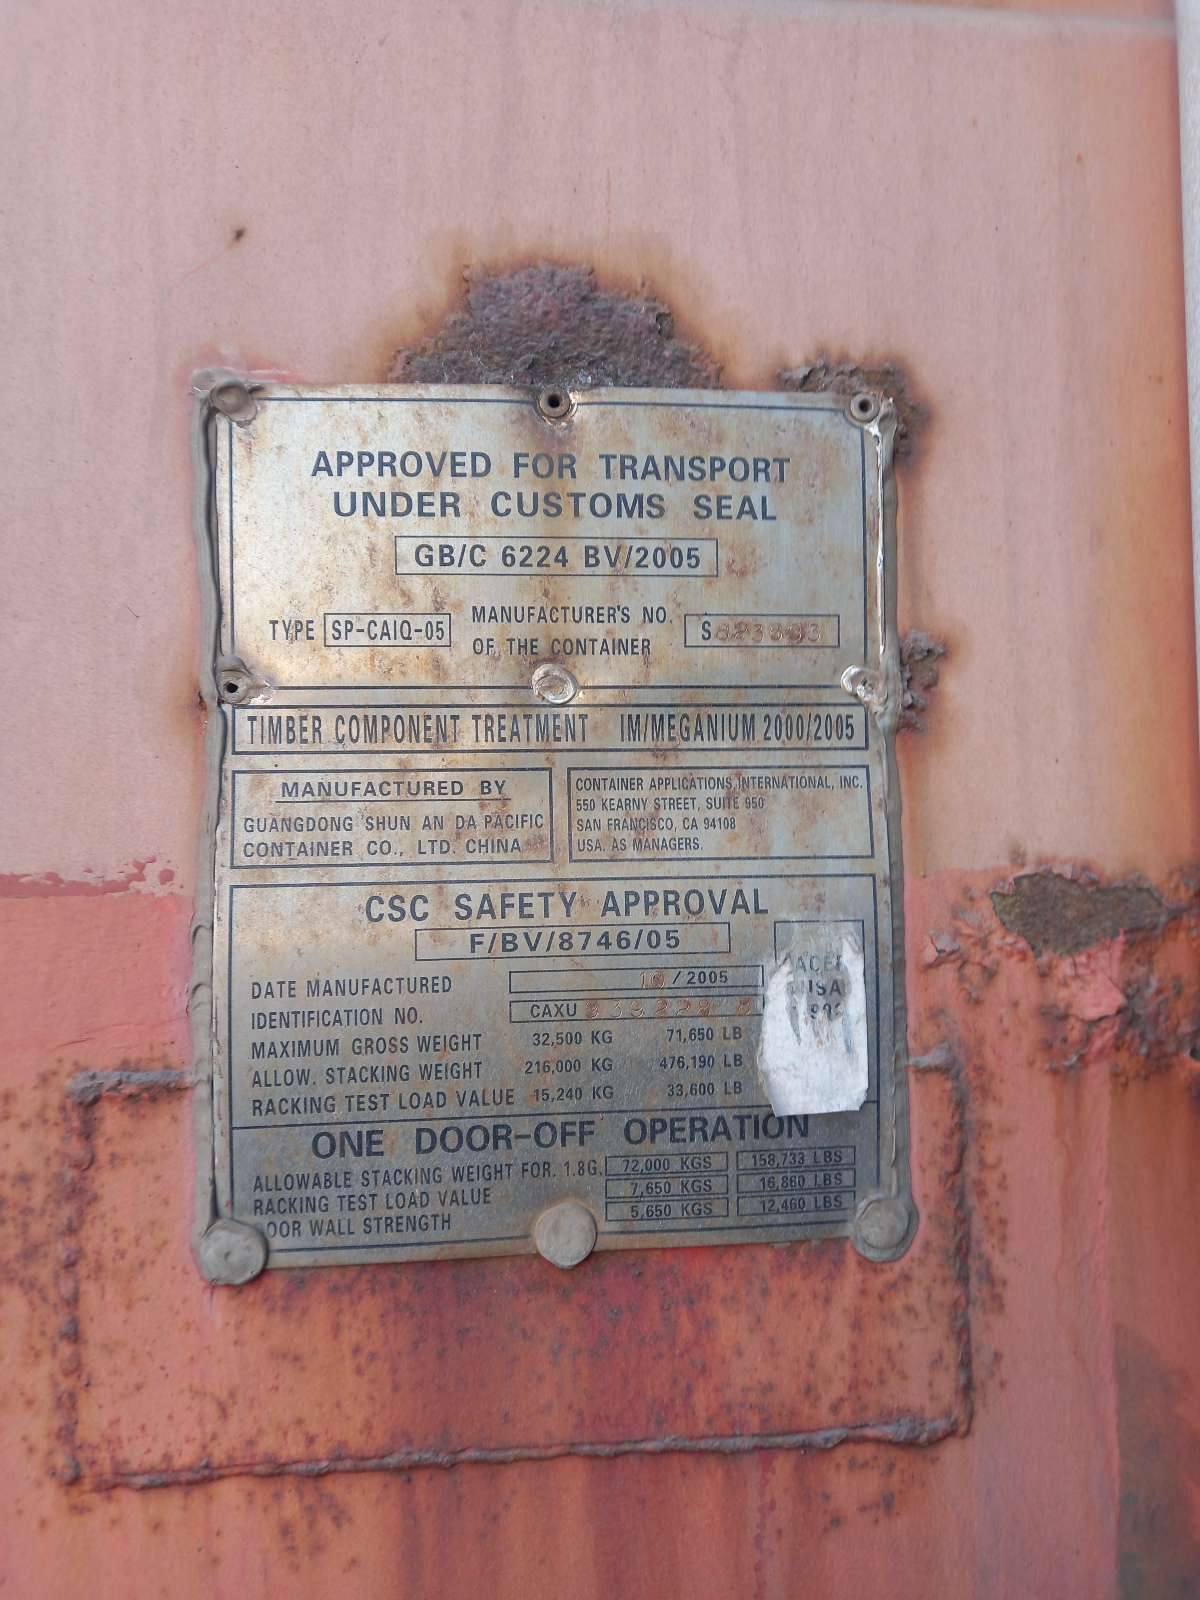 APPROVED FOR TRANSPORT
UNDER CUSTOMS SEAL
GB/C 6224 BV/2005
TYPE SP-CAIQ-05
MANUFACTURER'S NO.
OF THE CONTAINER
TIMBER COMPONENT TREATMENT IM/MEGANIUM 2000/2005
MANUFACTURED BY
GUANGDONG SHUN AN DA PACIFIC
CONTAINER CO., LTD. CHINA
CONTAINER APPLICATIONS INTERNATIONAL, INC.
550 KEARNY STREET, SUITE 950
SAN FRANCISCO, CA 94108
USA. AS MANAGERS.
CSC SAFETY APPROVAL
F/BV/8746/05
DATE MANUFACTURED 10/2005
IDENTIFICATION NO. CAXU
MAXIMUM GROSS WEIGHT 32,500 KG 71,650 LB
ALLOW. STACKING WEIGHT 216,000 KG 476,190 LB
RACKING TEST LOAD VALUE 15,240 KG 33,600 LB
ONE DOOR-OFF OPERATION
ALLOWABLE STACKING WEIGHT FOR. 1.8G. 72,000 KGS 158,733 LBS
RACKING TEST LOAD VALUE 7,650 KGS 16,860 LBS
DOOR WALL STRENGTH 5,650 KGS 12,460 LBS